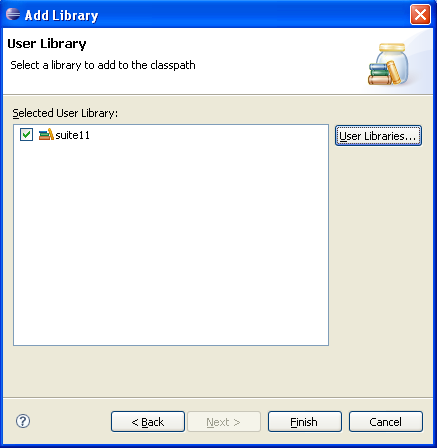 Add Library
User Library
Select a library to add to the classpath
Selected User Library:
suite11
User Libraries...
?
< Back
Next >
Finish
Cancel